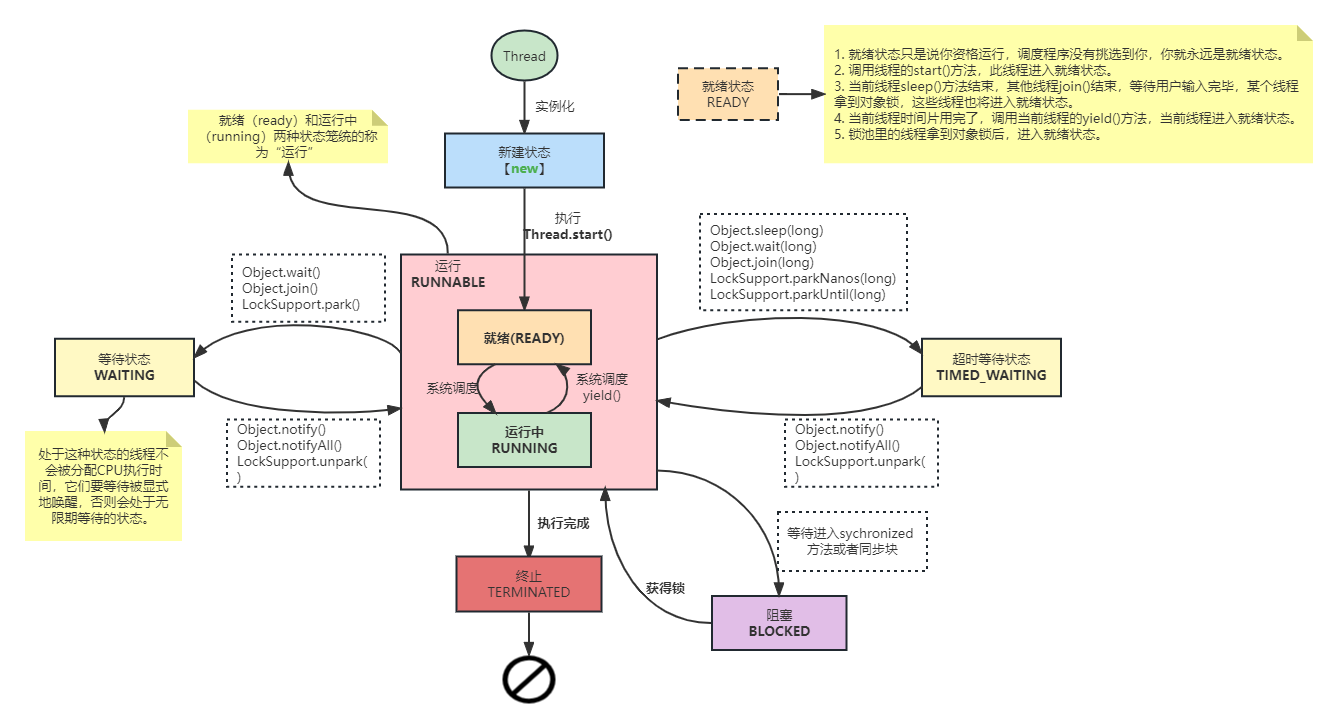 Thread
实例化
新建状态
【new】
就绪状态
READY
1. 就绪状态只是说你资格运行，调度程序没有挑选到你，你就永远是就绪状态。
2. 调用线程的start()方法，此线程进入就绪状态。
3. 当前线程sleep()方法结束，其他线程join()结束，等待用户输入完毕，某个线程
拿到对象锁，这些线程也将进入就绪状态。
4. 当前线程时间片用完了，调用当前线程的yield()方法，当前线程进入就绪状态。
5. 锁池里的线程拿到对象锁后，进入就绪状态。
就绪（ready）和运行中
（running）两种状态笼统的称
为“运行”
执行
Thread.start()
运行
RUNNABLE
Object.wait()
Object.join()
LockSupport.park()
Object.sleep(long)
Object.wait(long)
Object.join(long)
LockSupport.parkNanos(long)
LockSupport.parkUntil(long)
就绪(READY)
系统调度
系统调度
yield()
运行中
RUNNING
等待状态
WAITING
超时等待状态
TIMED_WAITING
Object.notify()
Object.notifyAll()
LockSupport.unpark(
)
Object.notify()
Object.notifyAll()
LockSupport.unpark(
)
处于这种状态的线程不
会被分配CPU执行时
间，它们要等待被显式
地唤醒，否则会处于无
限期等待的状态。
执行完成
等待进入sychronized
方法或者同步块
获得锁
终止
TERMINATED
阻塞
BLOCKED